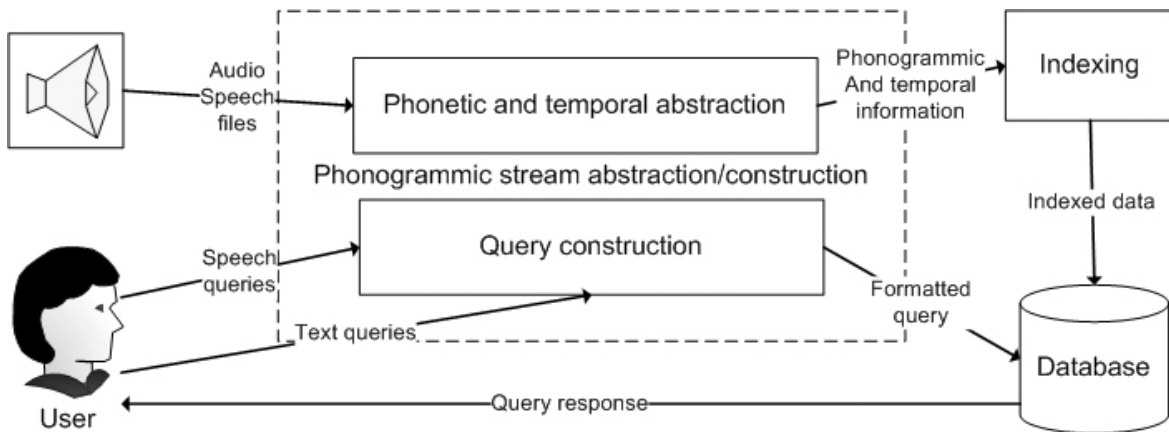 Audio
Speech
files
Phonetic and temporal abstraction
Phonogrammic
And temporal
information
Indexing
Phonogrammic stream abstraction/construction
Indexed data
Speech
queries
Query construction
Text queries
Formatted
query
Database
Query response
User